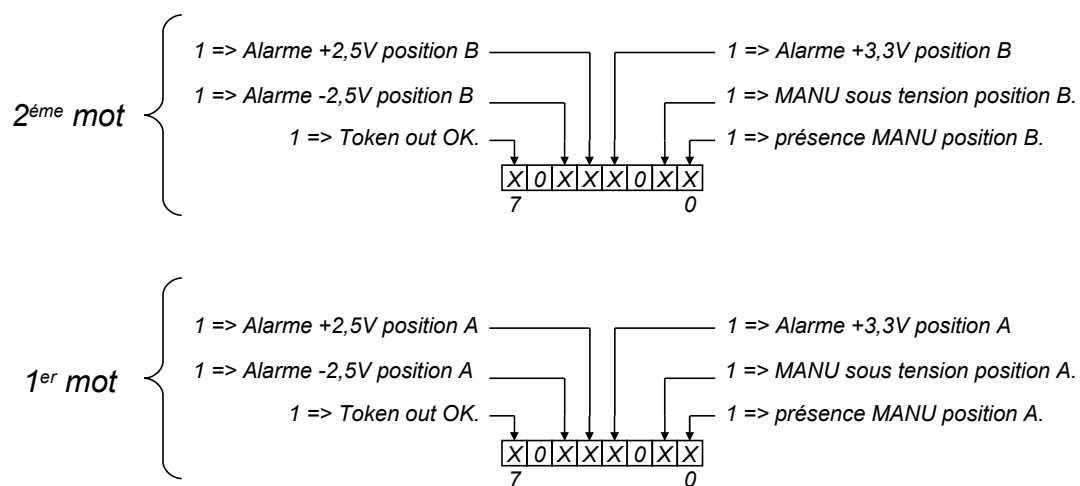 2éme mot
1 => Alarme +2,5V position B
1 => Alarme -2,5V position B
1 => Token out OK.
1 => Alarme +3,3V position B
1 => MANU sous tension position B.
1 => présence MANU position B.
X 0 X X X 0 X X
7 0
1er mot
1 => Alarme +2,5V position A
1 => Alarme -2,5V position A
1 => Token out OK.
1 => Alarme +3,3V position A
1 => MANU sous tension position A.
1 => présence MANU position A.
X 0 X X X 0 X X
7 0